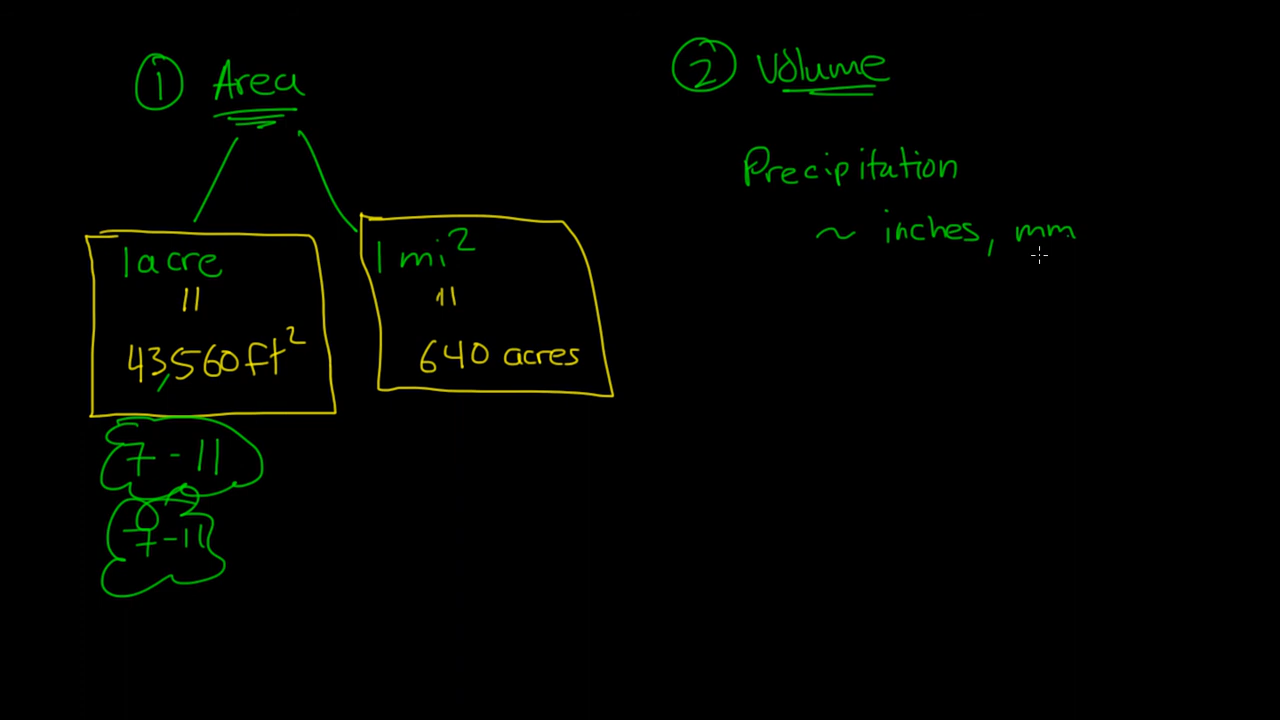 ① Area
1 acre
=
43,560 ft²
1 mi²
=
640 acres
7-11
7-11
② Volume
Precipitation
~ inches, mm